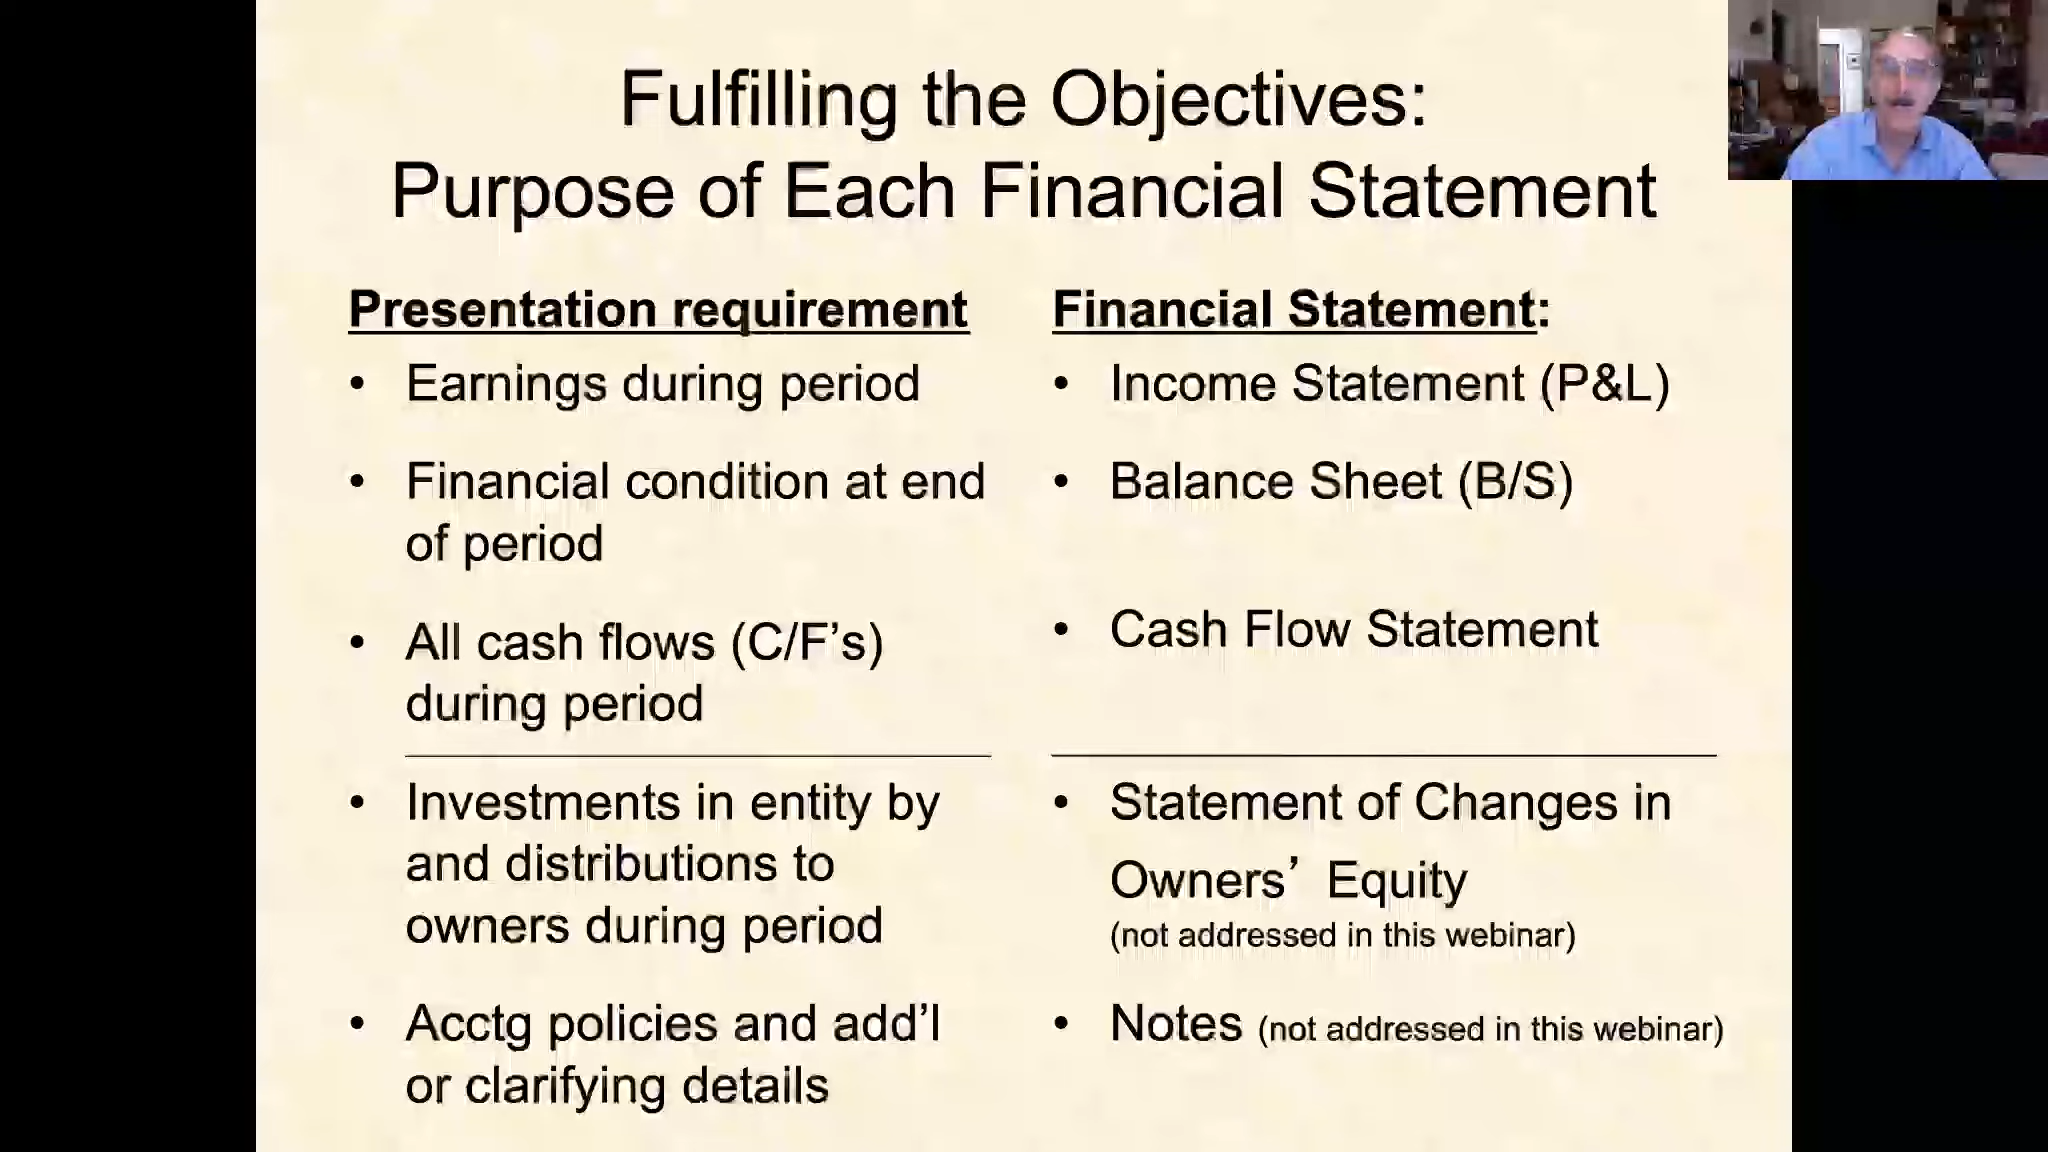 Fulfilling the Objectives:
Purpose of Each Financial Statement
Presentation requirement
• Earnings during period
• Financial condition at end
of period
• All cash flows (C/F’s)
during period
• Investments in entity by
and distributions to
owners during period
• Acctg policies and add’l
or clarifying details
Financial Statement:
• Income Statement (P&L)
• Balance Sheet (B/S)
• Cash Flow Statement
• Statement of Changes in
Owners’ Equity
(not addressed in this webinar)
• Notes (not addressed in this webinar)